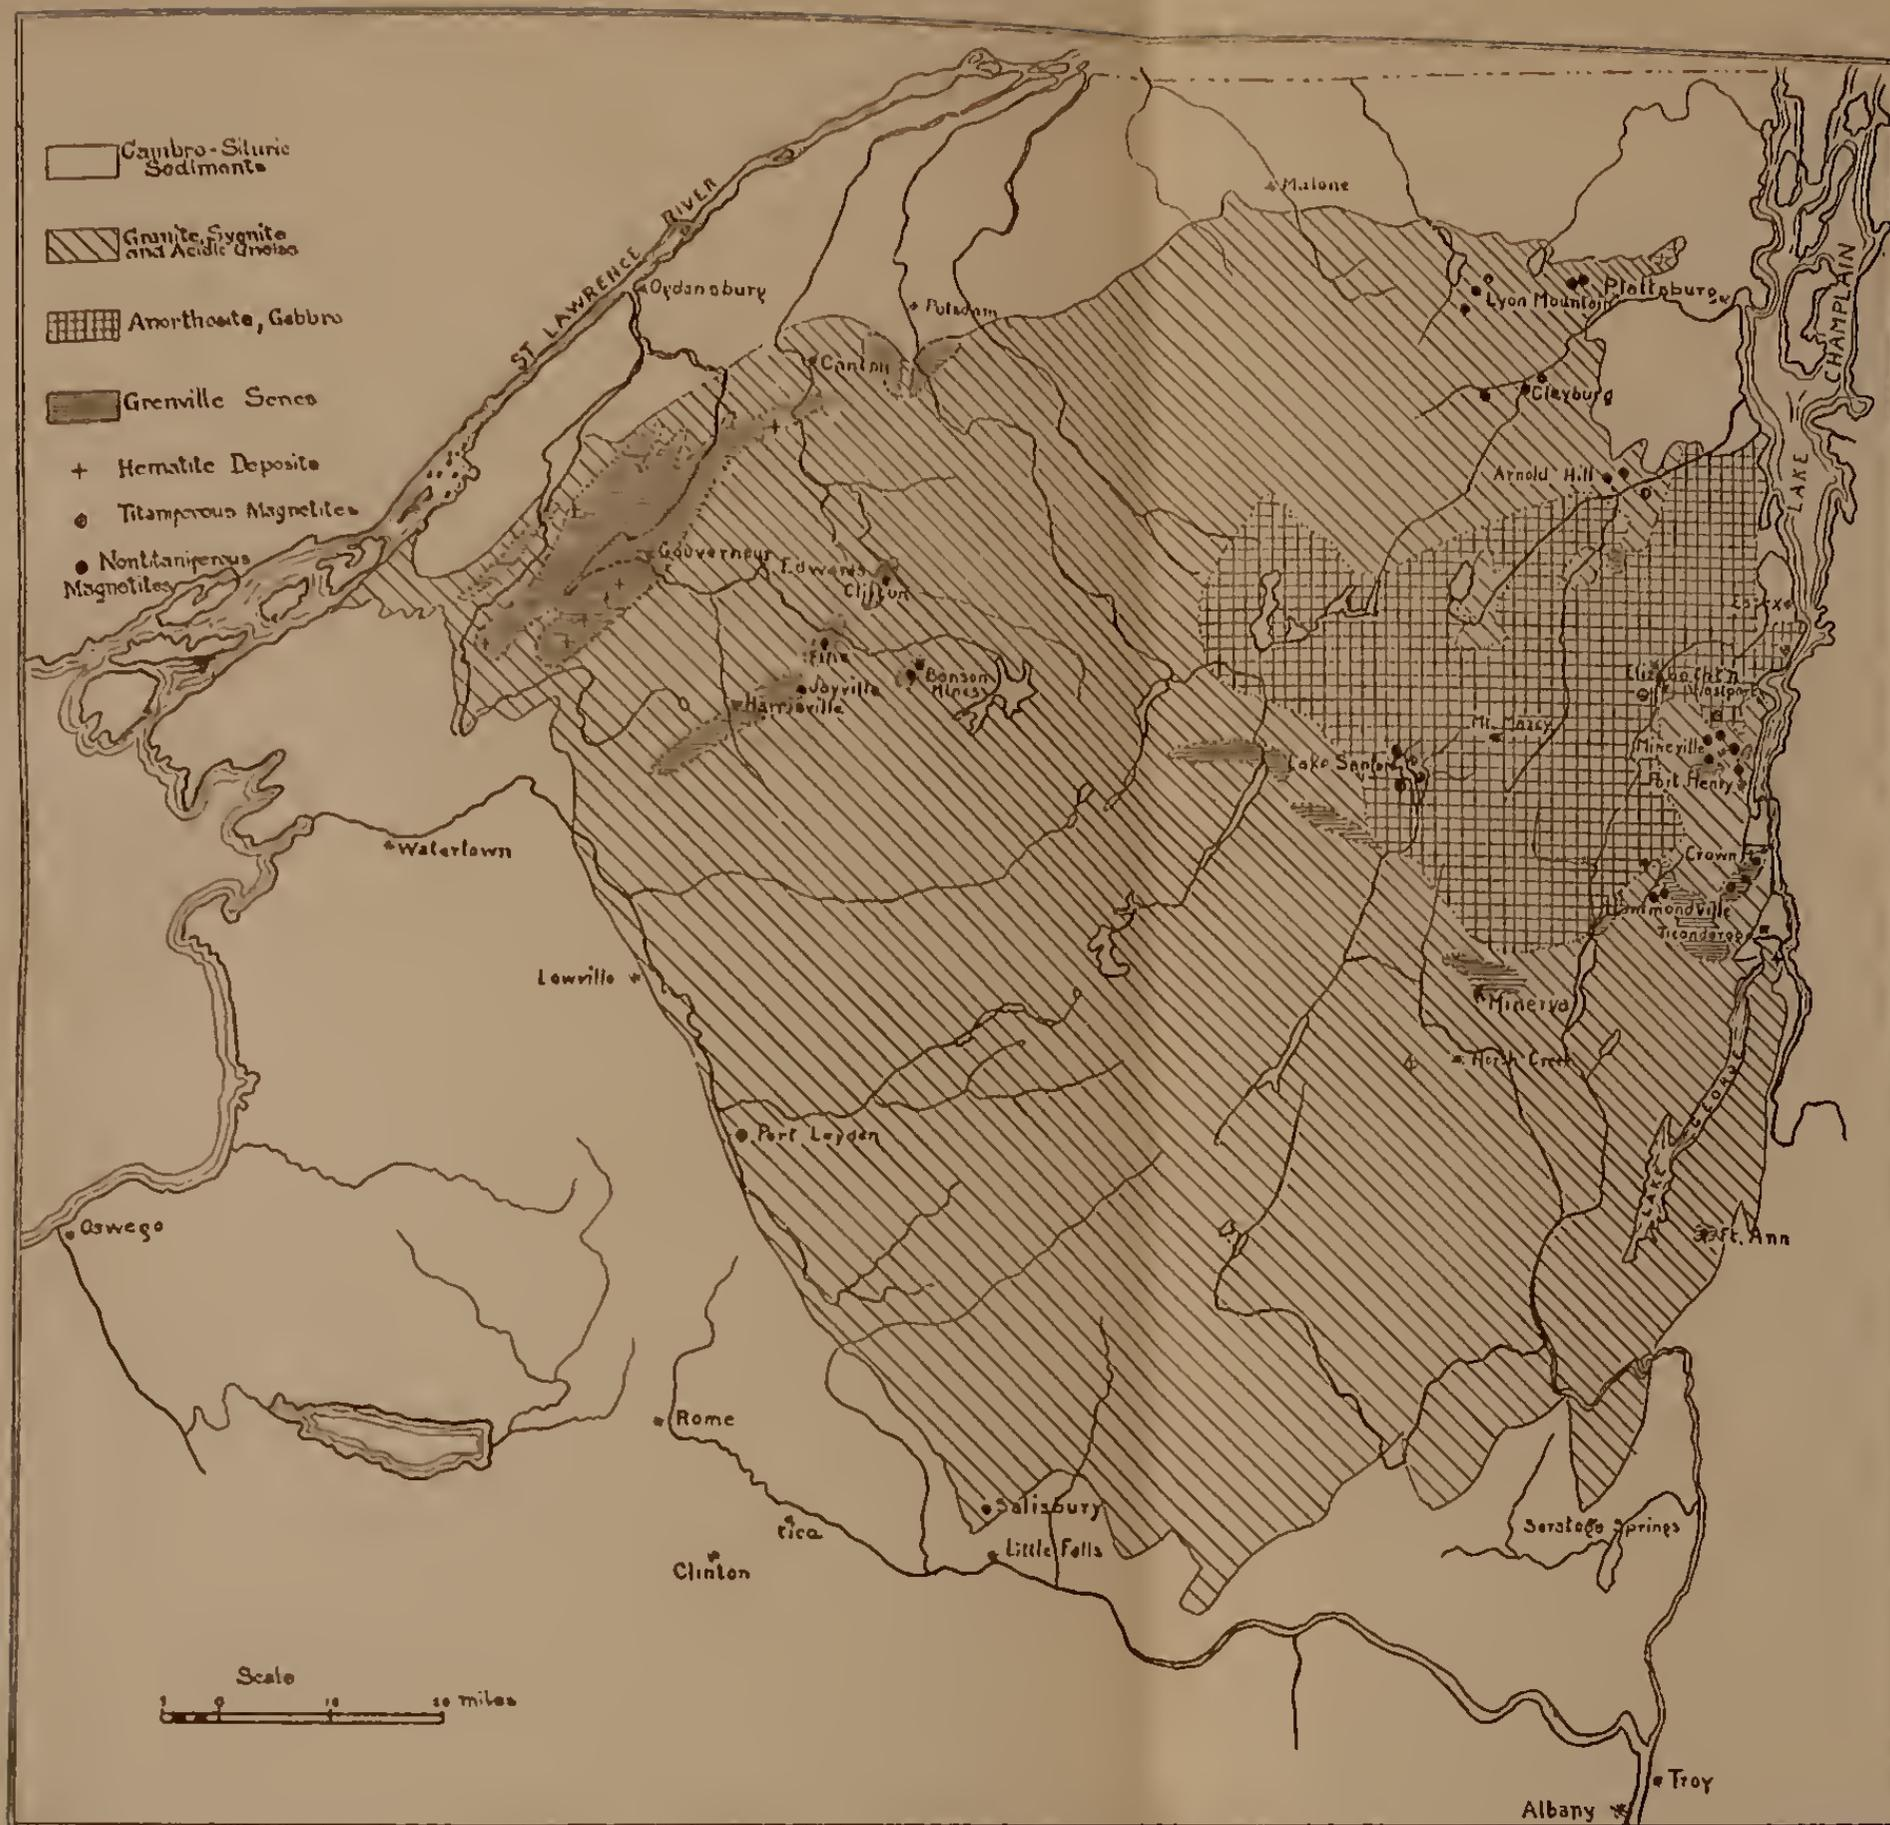 Cambro-Siluric
Sediments
Granite, Syenite
and Acidic Gneiss
Anorthosite, Gabbro
Grenville Series
Hematite Deposits
Titaniferous Magnetites
Nontitaniferous
Magnetites
ST LAWRENCE RIVER
Ogdensburg
Potsdam
Malone
Canton
Lyon Mountain
Plattsburg
Clayburg
Arnold Hill
LAKE CHAMPLAIN
Gouverneur
Edwards
Clifton
Fine
Jayville
Benson
Mines
Harrisville
Essex
Elizabethtn
Westport
Mt. Marcy
Mineville
Port Henry
Lake Sanford
Crown Pt
Hammondville
Ticonderoga
Watertown
Lowville
Minerva
North Creek
LAKE GEORGE
Port Leyden
Oswego
Ft. Ann
Rome
Salisbury
Little Falls
Utica
Clinton
Saratoga Springs
Scale
0 10 20 miles
Troy
Albany